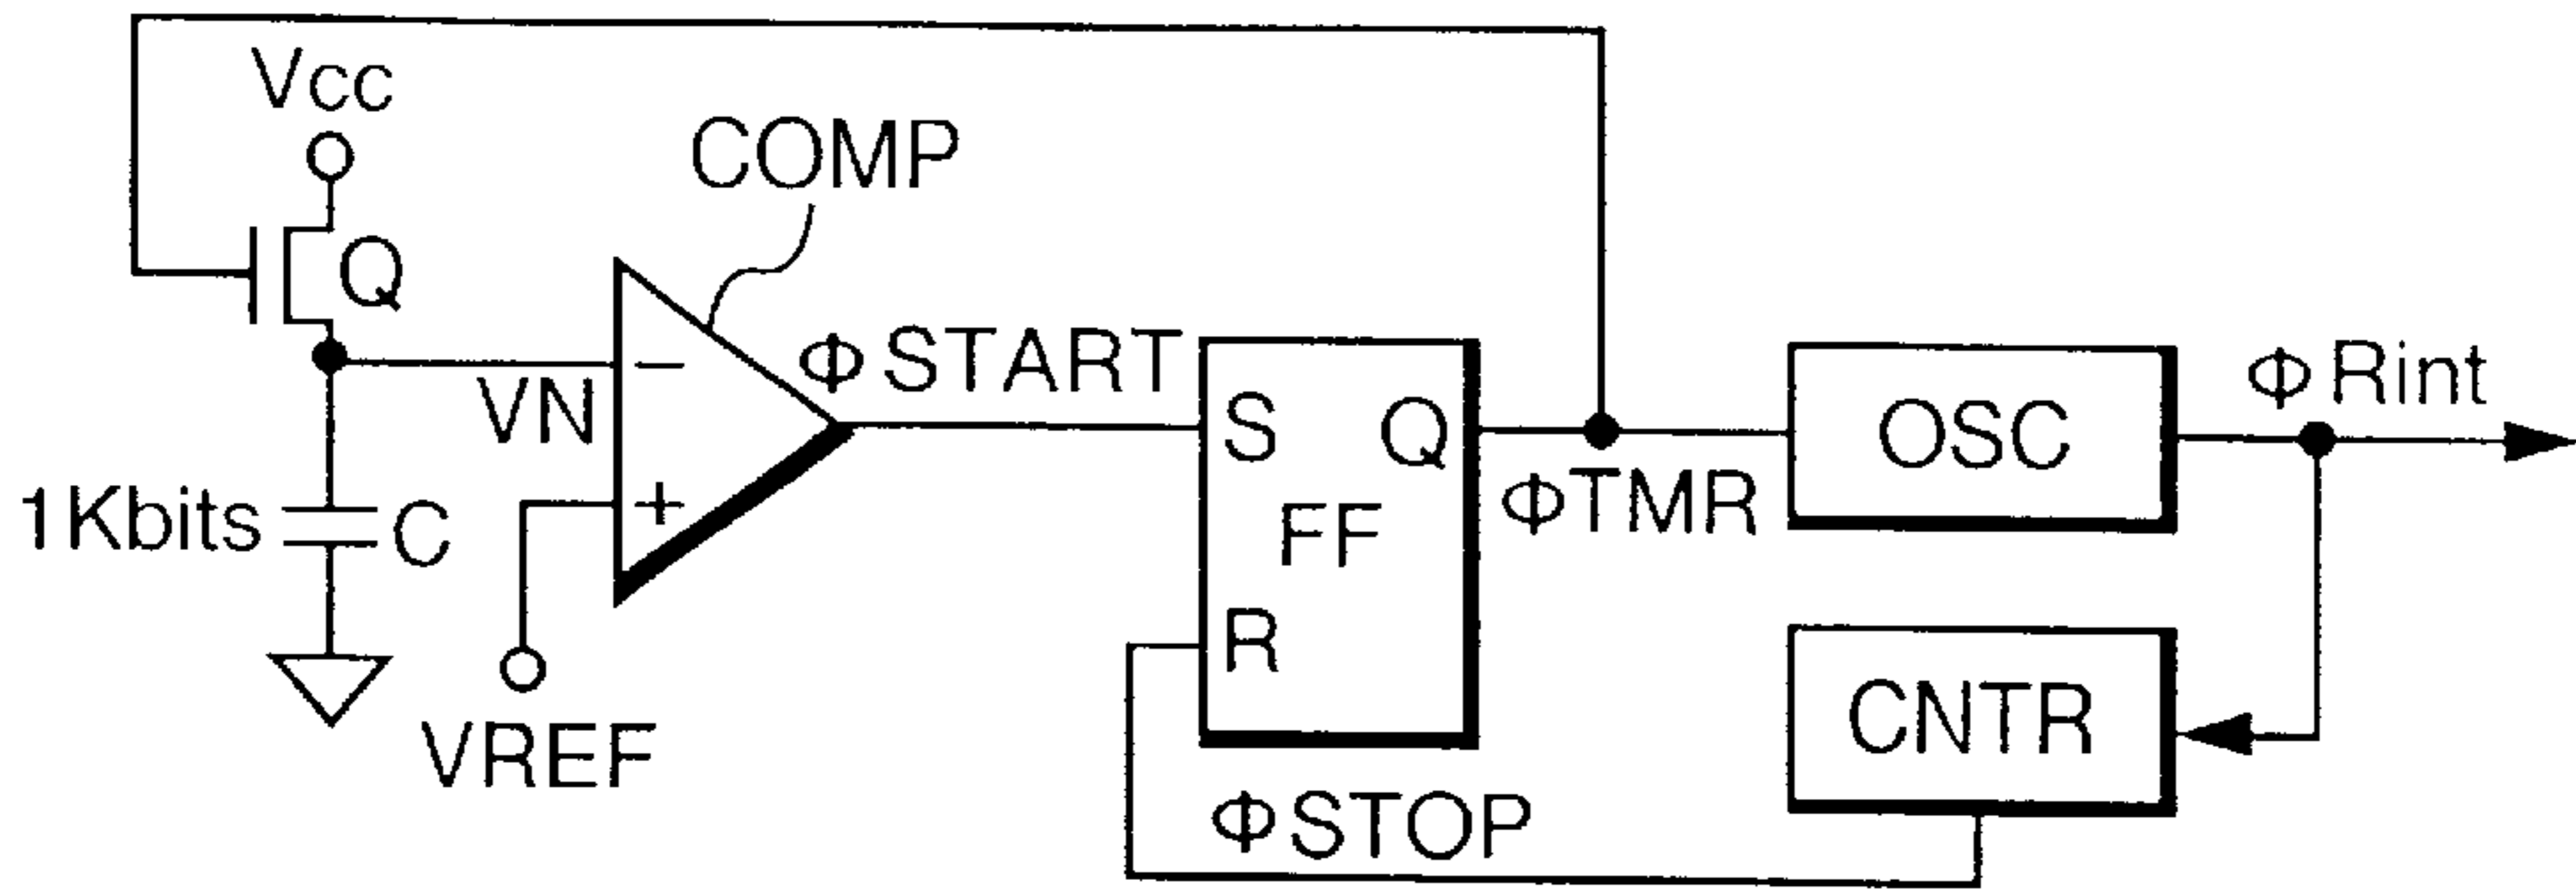 Vcc
COMP
Q
ΦSTART
ΦRint
VN
−
S
Q
OSC
1Kbits
C
+
FF
ΦTMR
R
CNTR
VREF
ΦSTOP